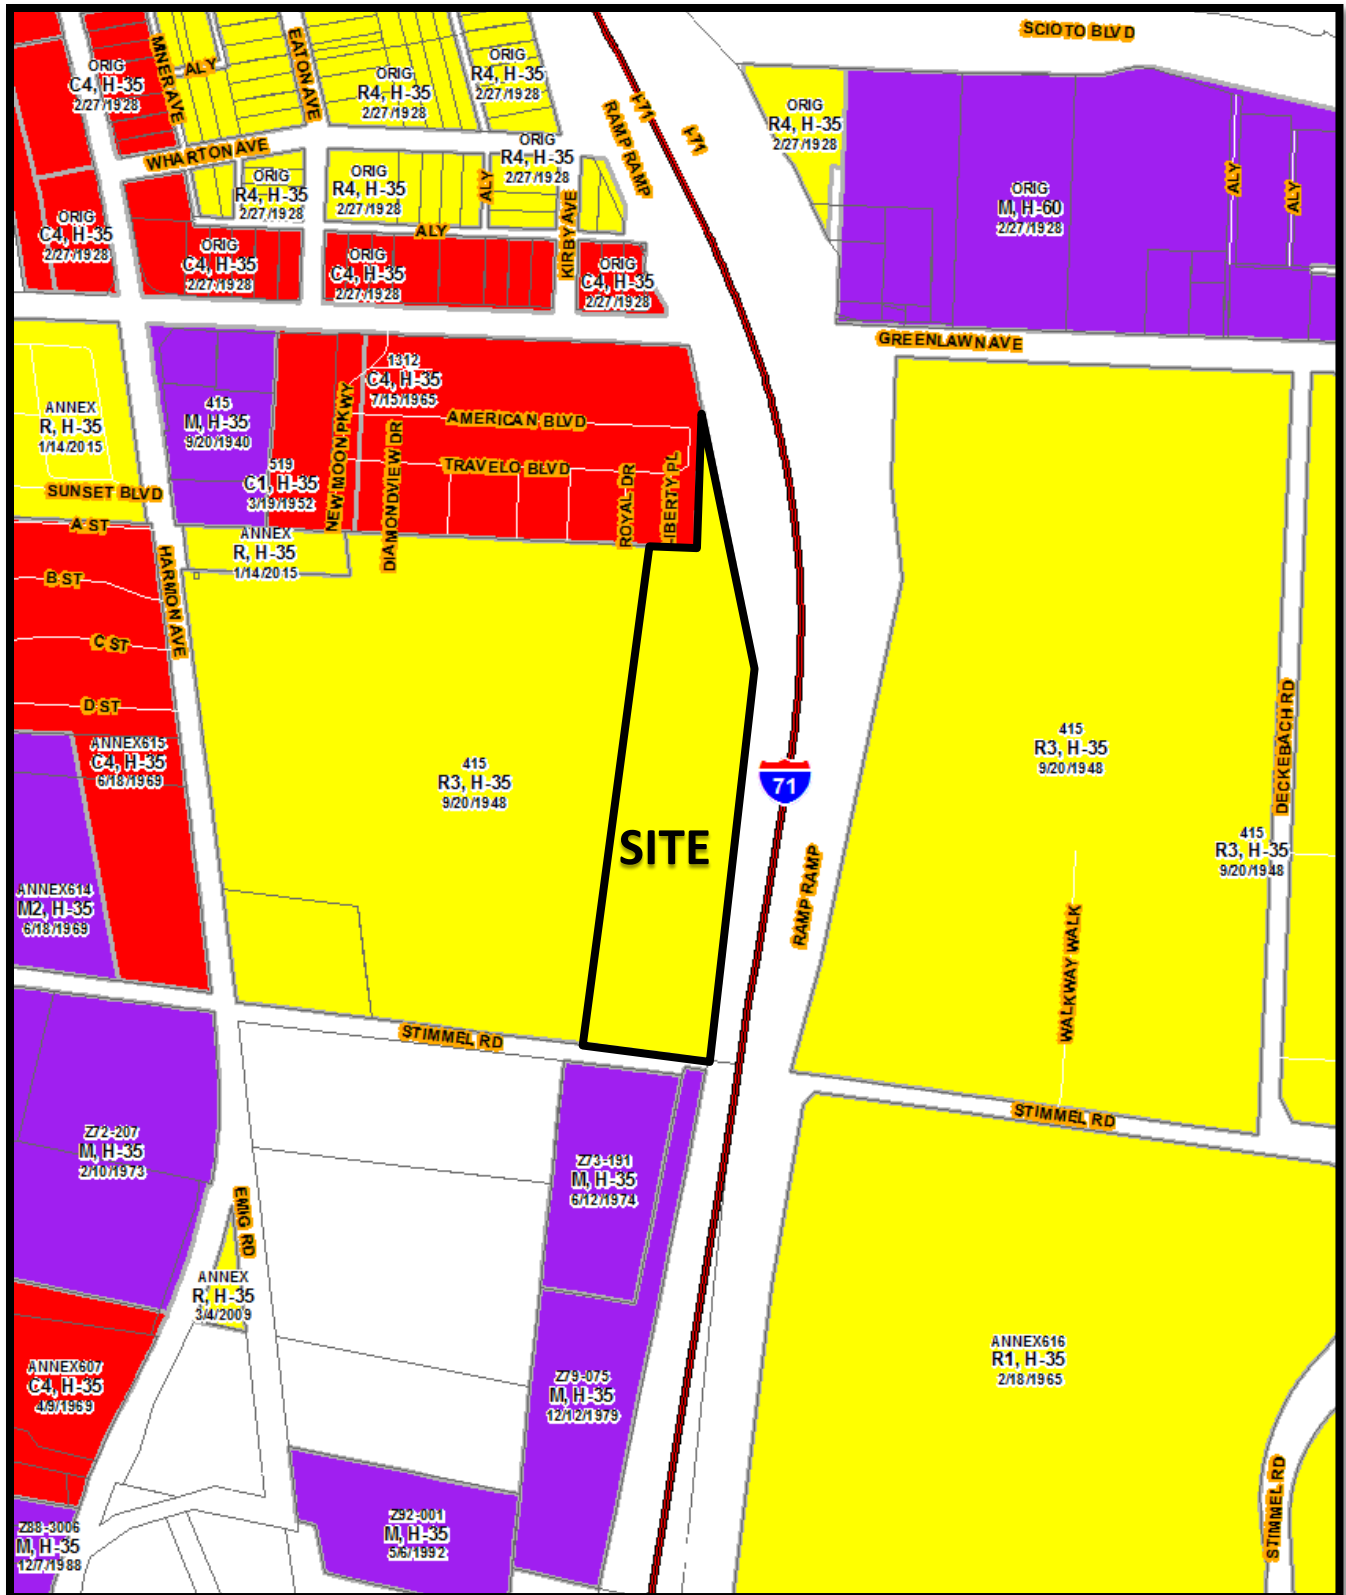 SCIOTO BLVD
ORIG
C4, H-35
2/27/1928
MINER AVE
ALY
EATON AVE
ORIG
R4, H-35
2/27/1928
ORIG
R4, H-35
2/27/1928
RAMP RAMP
I-71
I-71
ORIG
R4, H-35
2/27/1928
WHARTON AVE
ORIG
R4, H-35
2/27/1928
ORIG
R4, H-35
2/27/1928
ORIG
R4, H-35
2/27/1928
ALY
KIRBY AVE
ORIG
M, H-60
2/27/1928
ALY
ALY
ORIG
C4, H-35
2/27/1928
ORIG
C4, H-35
2/27/1928
ALY
ORIG
C4, H-35
2/27/1928
ORIG
C4, H-35
2/27/1928
GREENLAWN AVE
ANNEX
R, H-35
1/14/2015
415
M, H-35
9/20/1940
1312
C4, H-35
7/15/1965
NEW MOON PKWY
AMERICAN BLVD
TRAVELO BLVD
DIAMONDVIEW DR
ROYAL DR
LIBERTY PL
519
C1, H-35
3/19/1952
SUNSET BLVD
A ST
ANNEX
R, H-35
1/14/2015
B ST
HARMON AVE
C ST
D ST
ANNEX615
C4, H-35
6/18/1969
415
R3, H-35
9/20/1948
71
415
R3, H-35
9/20/1948
DECKEBACH RD
SITE
415
R3, H-35
9/20/1948
RAMP RAMP
ANNEX614
M2, H-35
6/18/1969
WALKWAY WALK
STIMMEL RD
STIMMEL RD
Z72-207
M, H-35
2/10/1973
Z73-191
M, H-35
6/12/1974
EMIG RD
ANNEX
R, H-35
3/4/2009
ANNEX616
R1, H-35
2/18/1965
ANNEX607
C4, H-35
4/9/1969
Z79-075
M, H-35
12/12/1979
STIMMEL RD
Z92-001
M, H-35
5/6/1992
Z88-3006
M, H-35
12/7/1988